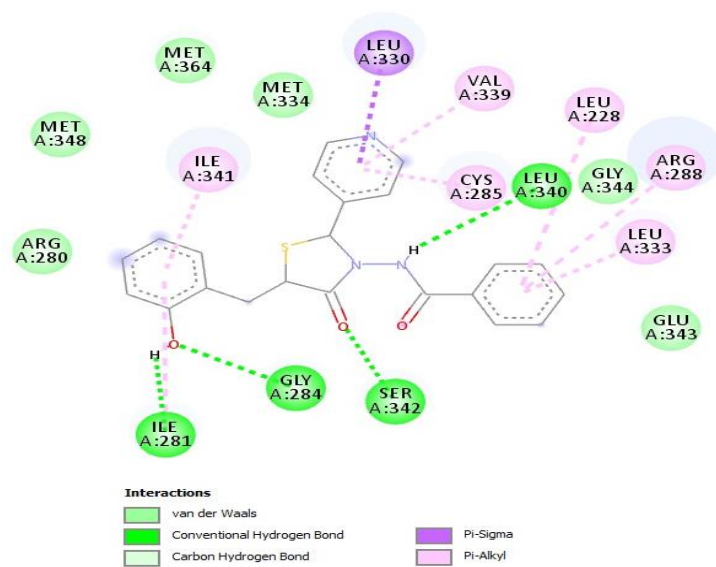 LEU
A:330
MET
A:364
MET
A:334
VAL
A:339
LEU
A:228
MET
A:348
ILE
A:341
N
CYS
A:285
LEU
A:340
GLY
A:344
ARG
A:288
ARG
A:280
S
H
N
NH
LEU
A:333
O
O
GLU
A:343
H
O
GLY
A:284
SER
A:342
ILE
A:281
Interactions
van der Waals
Conventional Hydrogen Bond
Carbon Hydrogen Bond
Pi-Sigma
Pi-Alkyl